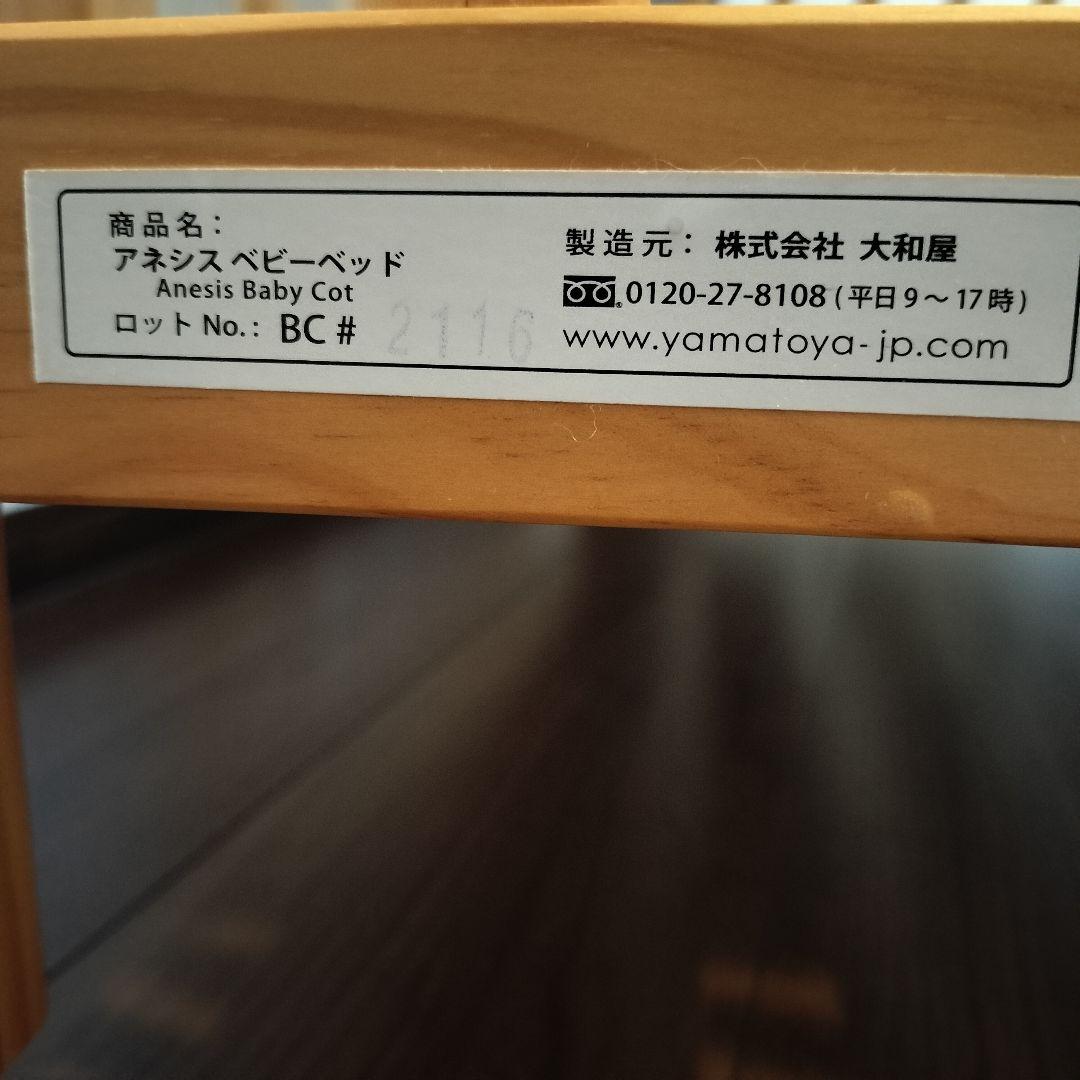 商品名：
アネシス ベビーベッド
Anesis Baby Cot
ロット No.： BC # 2116
製造元： 株式会社 大和屋
0120-27-8108 (平日9～17時)
www.yamatoya-jp.com